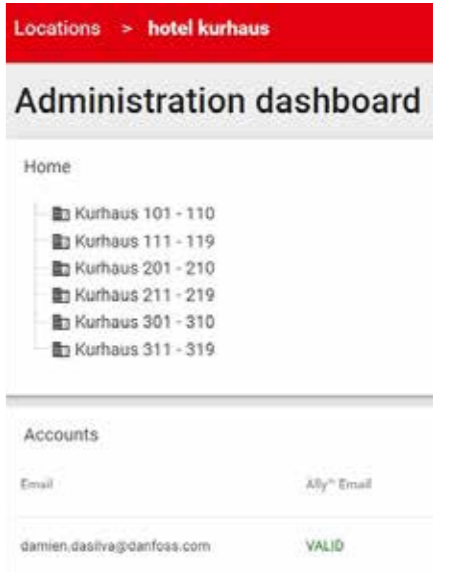 Locations > hotel kurhaus
Administration dashboard
Home
Kurhaus 101 - 110
Kurhaus 111 - 119
Kurhaus 201 - 210
Kurhaus 211 - 219
Kurhaus 301 - 310
Kurhaus 311 - 319
Accounts
Email Ally™ Email
damien.dasilva@danfoss.com VALID